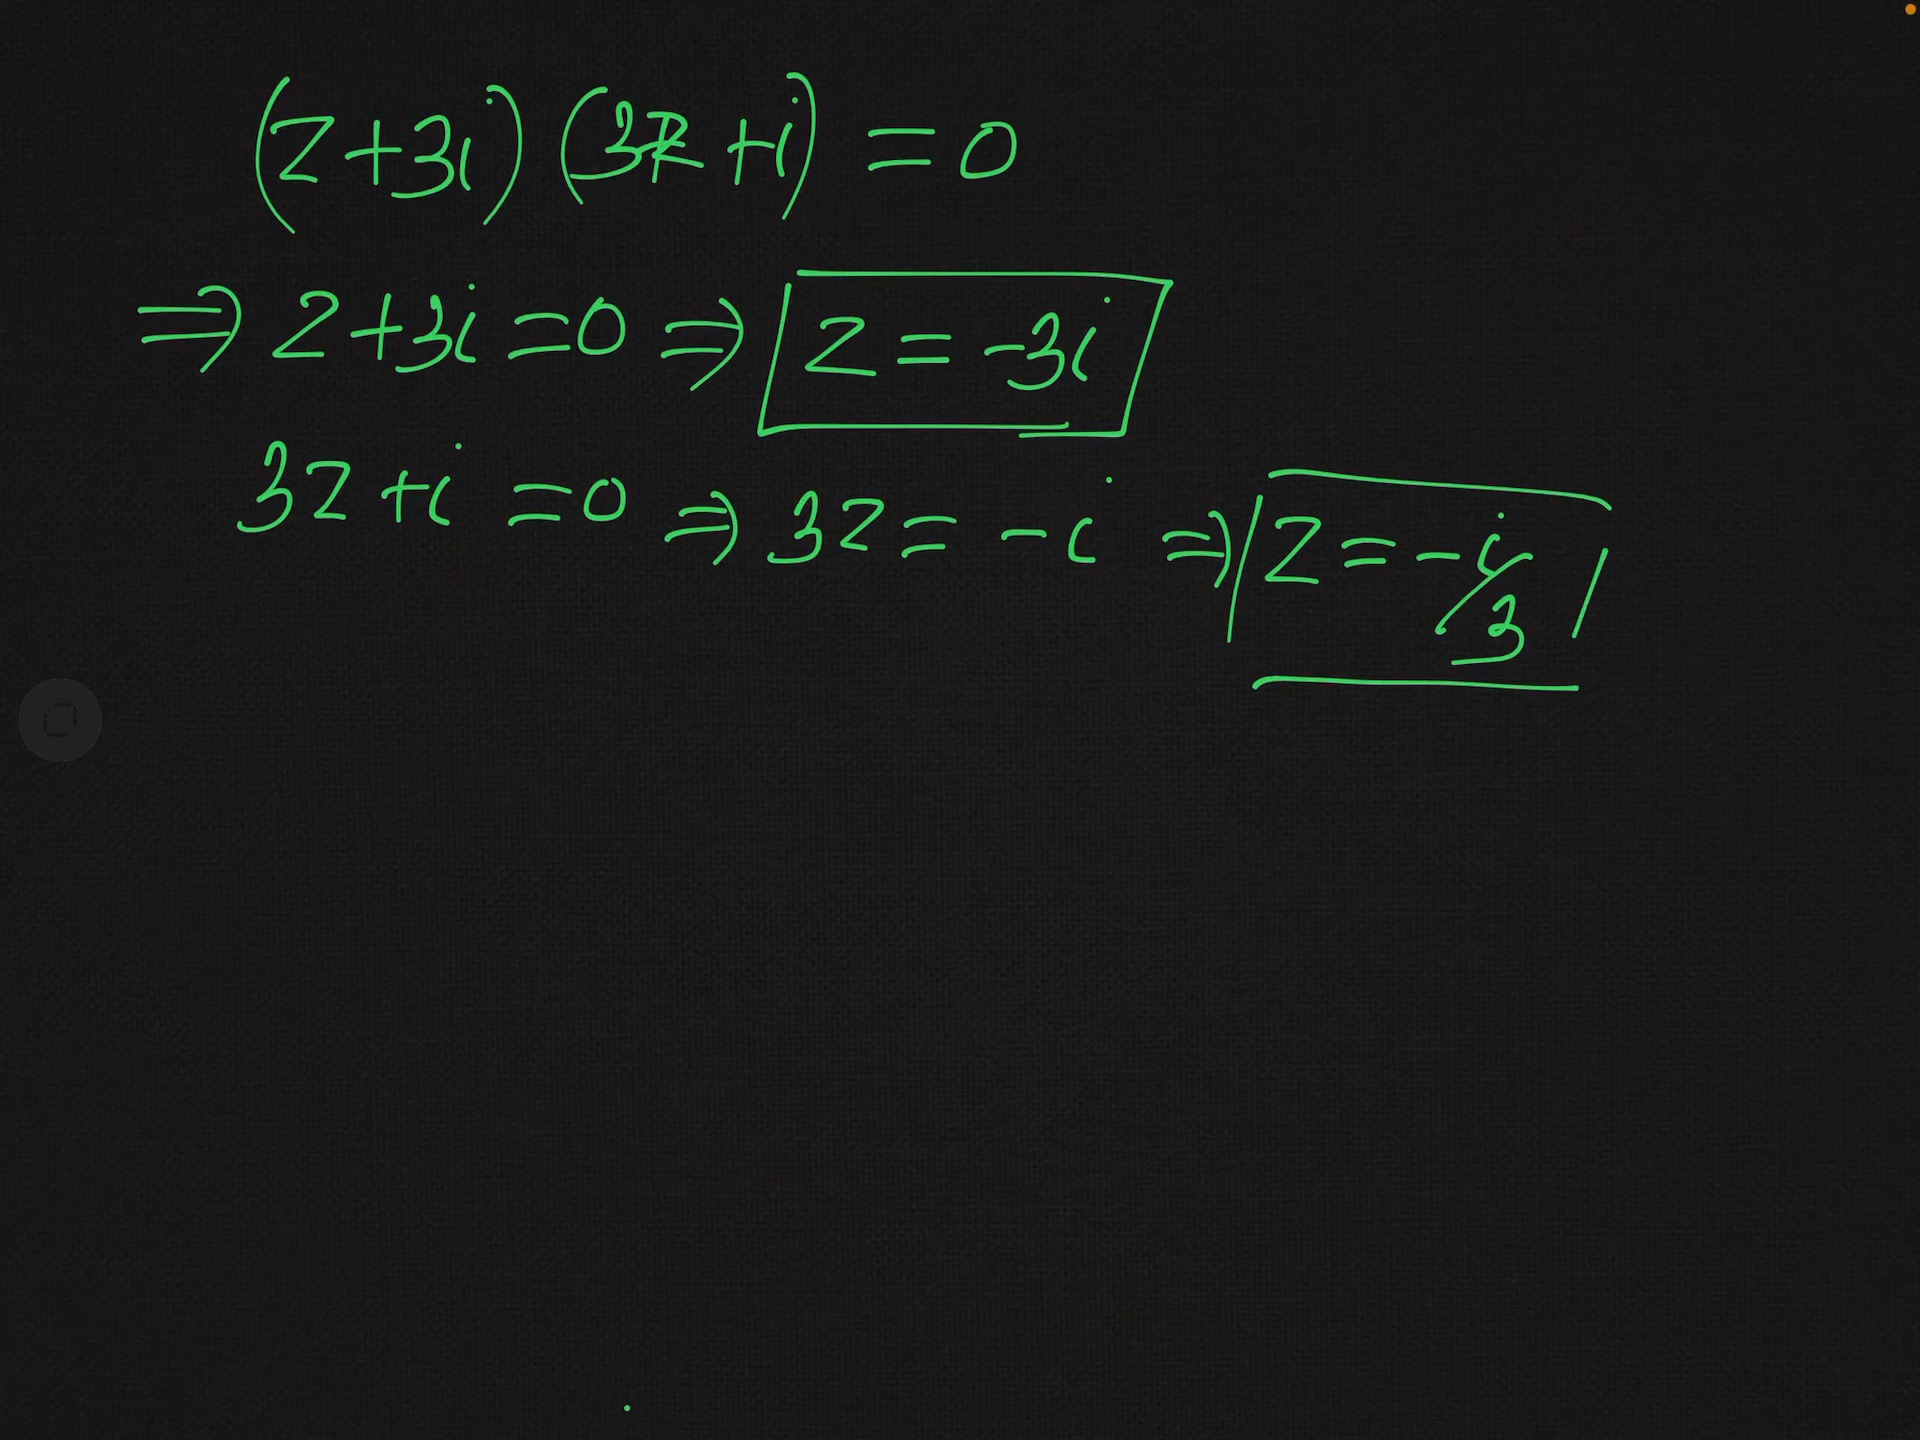 (z+3i) (3z+i) = 0
⇒ z+3i = 0 ⇒ z = -3i
3z+i = 0 ⇒ 3z = -i ⇒ z = -i/3